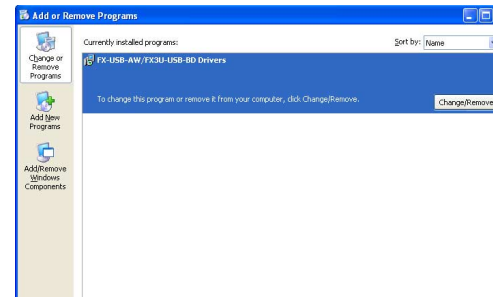 Add or Remove Programs
Change or
Remove
Programs
Currently installed programs:
Sort by: Name
FX-USB-AW/FX3U-USB-BD Drivers
To change this program or remove it from your computer, click Change/Remove.
Change/Remove
Add New
Programs
Add/Remove
Windows
Components